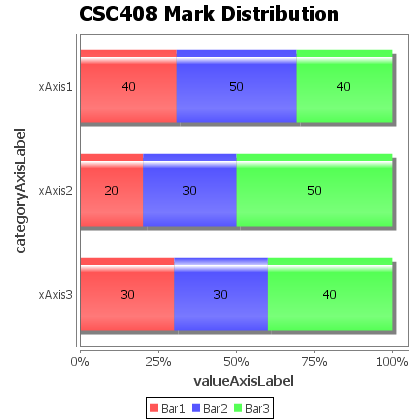 CSC408 Mark Distribution
categoryAxisLabel
xAxis1 40 50 40
xAxis2 20 30 50
xAxis3 30 30 40
0% 25% 50% 75% 100%
valueAxisLabel
Bar1 Bar2 Bar3